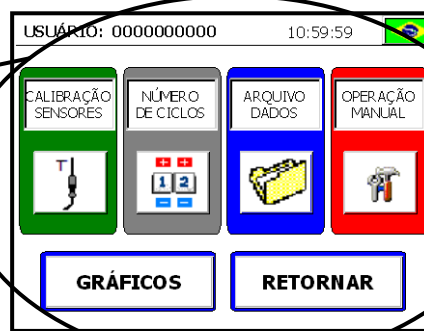 USUÁRIO: 0000000000 10:59:59
CALIBRAÇÃO
SENSORES
NÚMERO
DE CICLOS
ARQUIVO
DADOS
OPERAÇÃO
MANUAL
T
1 2
GRÁFICOS
RETORNAR